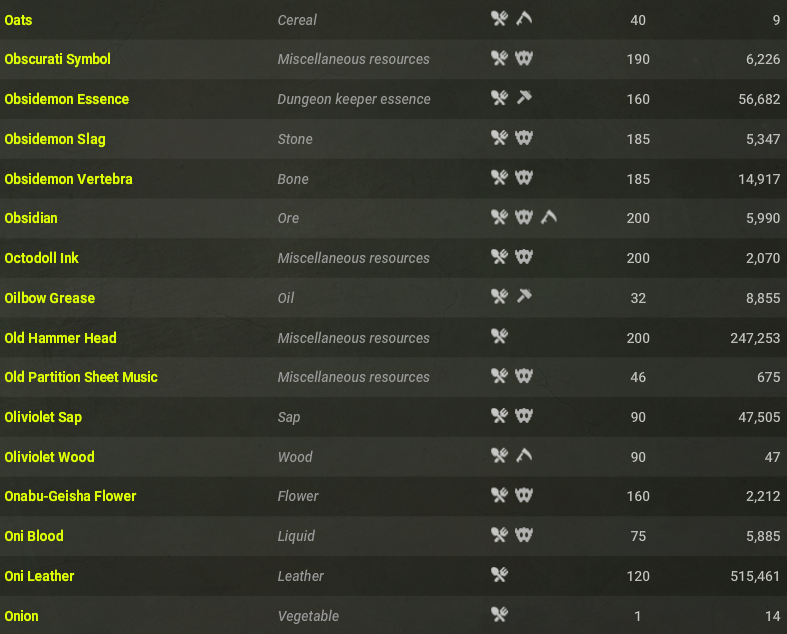 Oats Cereal 40 9
Obscurati Symbol Miscellaneous resources 190 6,226
Obsidemon Essence Dungeon keeper essence 160 56,682
Obsidemon Slag Stone 185 5,347
Obsidemon Vertebra Bone 185 14,917
Obsidian Ore 200 5,990
Octodoll Ink Miscellaneous resources 200 2,070
Oilbow Grease Oil 32 8,855
Old Hammer Head Miscellaneous resources 200 247,253
Old Partition Sheet Music Miscellaneous resources 46 675
Oliviolet Sap Sap 90 47,505
Oliviolet Wood Wood 90 47
Onabu-Geisha Flower Flower 160 2,212
Oni Blood Liquid 75 5,885
Oni Leather Leather 120 515,461
Onion Vegetable 1 14